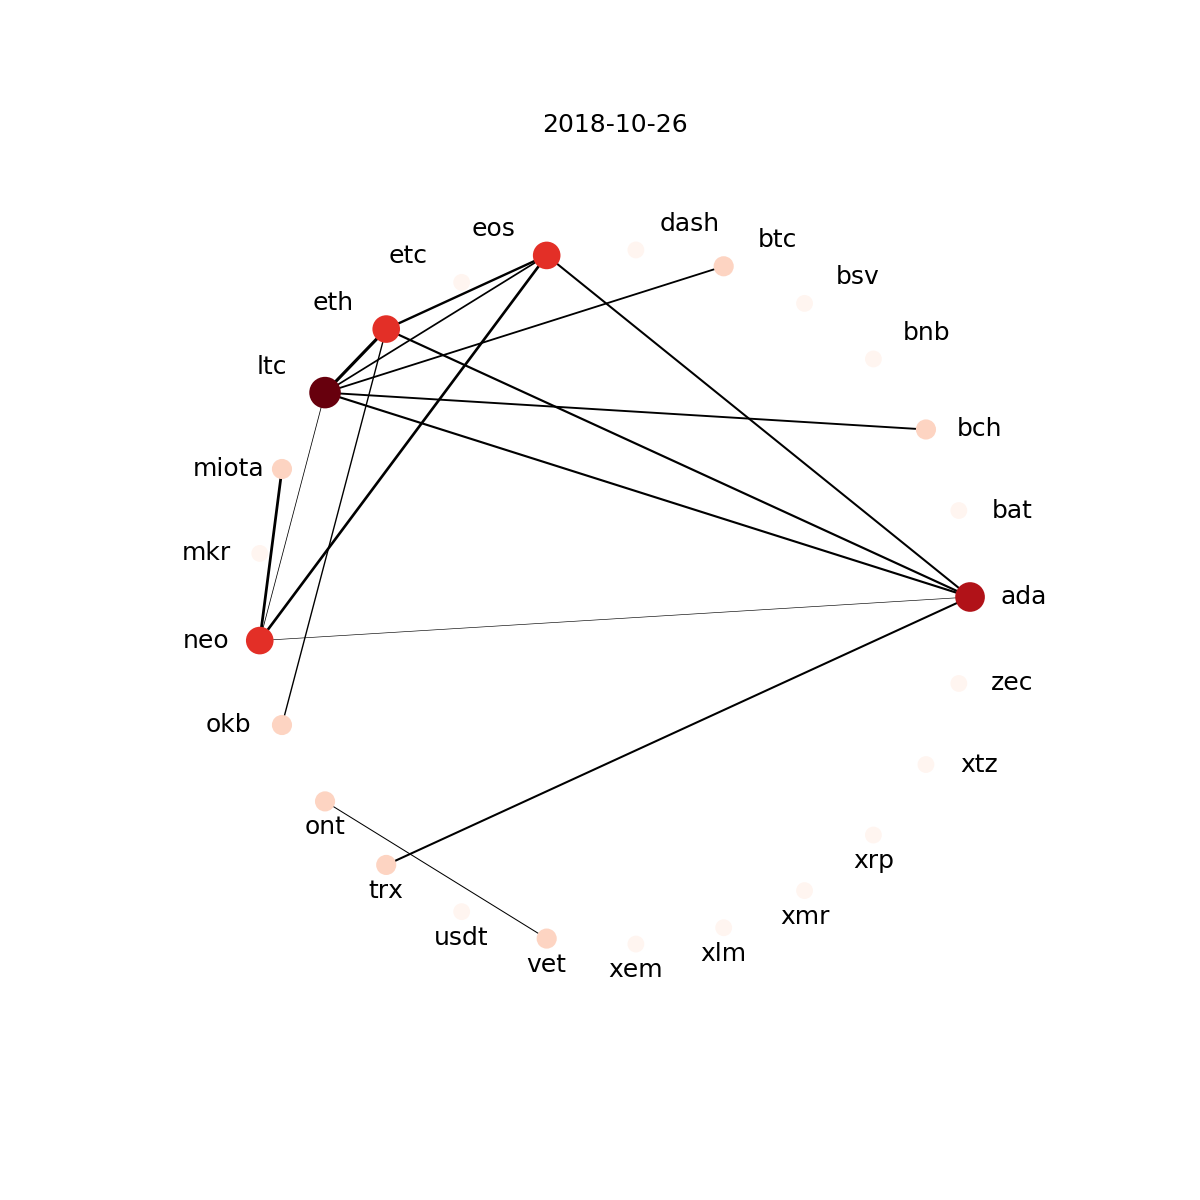 2018-10-26
dash
eos
btc
etc
bsv
eth
bnb
ltc
bch
miota
bat
mkr
ada
neo
zec
okb
xtz
ont
xrp
trx
xmr
usdt
xlm
vet
xem